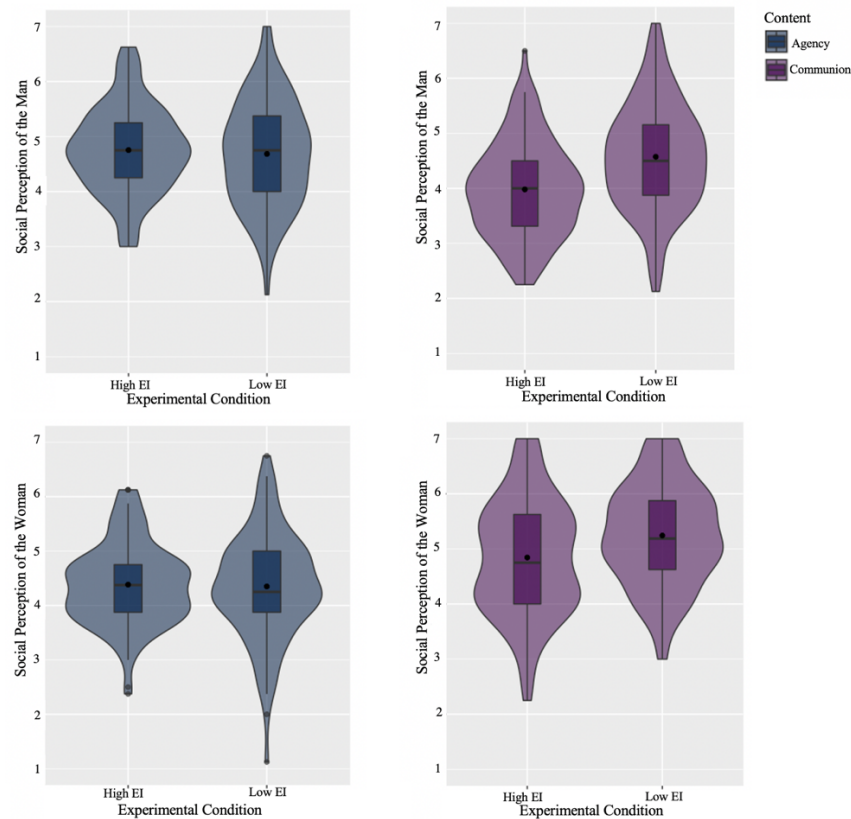 Social Perception of the Man
7
6
5
4
3
2
1
High EI
Low EI
Experimental Condition
Social Perception of the Man
7
6
5
4
3
2
1
High EI
Low EI
Experimental Condition
Content
Agency
Communion
Social Perception of the Woman
7
6
5
4
3
2
1
High EI
Low EI
Experimental Condition
Social Perception of the Woman
7
6
5
4
3
2
1
High EI
Low EI
Experimental Condition